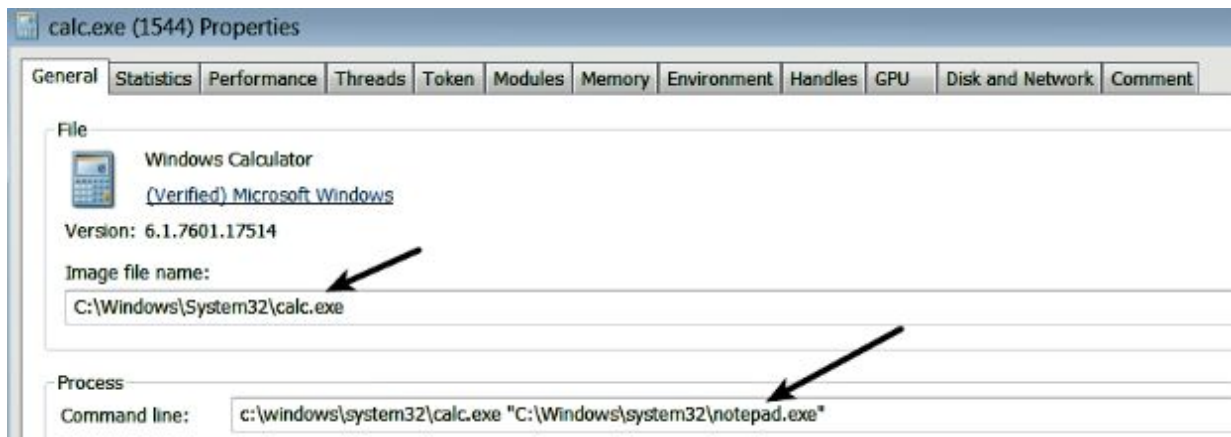 calc.exe (1544) Properties
General Statistics Performance Threads Token Modules Memory Environment Handles GPU Disk and Network Comment
File
Windows Calculator
(Verified) Microsoft Windows
Version: 6.1.7601.17514
Image file name:
C:\Windows\System32\calc.exe
Process
Command line: c:\windows\system32\calc.exe "C:\Windows\system32\notepad.exe"